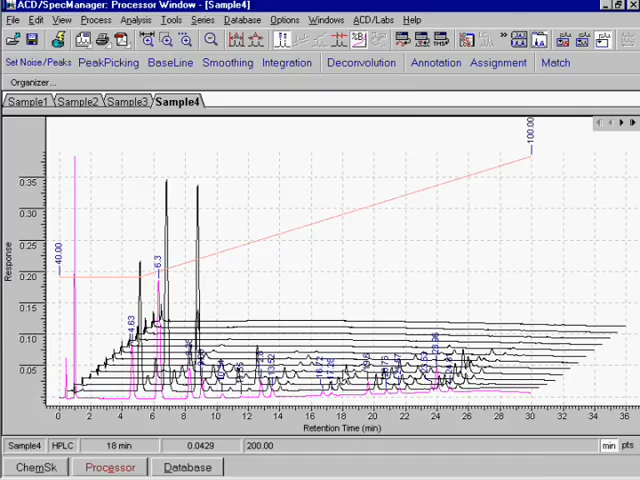 ACD/SpecManager: Processor Window - [Sample4]
File Edit View Process Analysis Tools Series Database Options Windows ACD/Labs Help
Set Noise/Peaks PeakPicking BaseLine Smoothing Integration Deconvolution Annotation Assignment Match
Organizer...
Sample1 Sample2 Sample3 Sample4
100.00
0.35
0.30
0.25
40.00
6.3
0.20
0.15
4.63
0.10
13.52
0.05
Response
0 2 4 6 8 10 12 14 16 18 20 22 24 26 28 30 32 34 36
Retention Time (min)
Sample4 HPLC 18 min 0.0429 200.00 min pts
ChemSk Processor Database